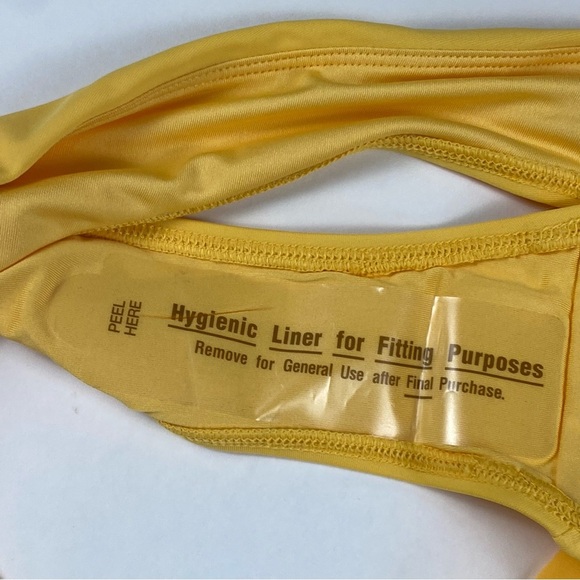 PEEL
HERE
Hygienic Liner for Fitting Purposes
Remove for General Use after Final Purchase.